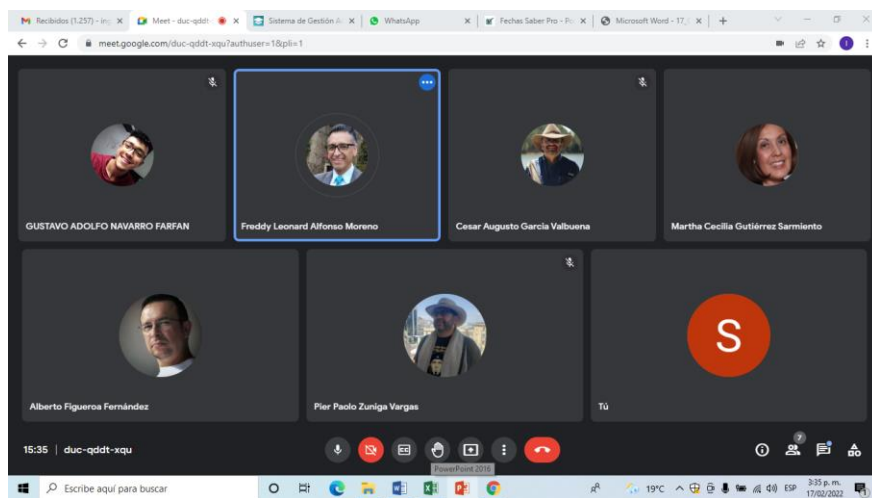 Recibidos (1.257) - in
Meet - duc-qddt
Sistema de Gestión A
WhatsApp
Fechas Saber Pro - P
Microsoft Word - 17_
meet.google.com/duc-qddt-xqu?authuser=1&pli=1
GUSTAVO ADOLFO NAVARRO FARFAN
Freddy Leonard Alfonso Moreno
Cesar Augusto Garcia Valbuena
Martha Cecilia Gutiérrez Sarmiento
S
Alberto Figueroa Fernández
Pier Paolo Zuniga Vargas
Tú
15:35 | duc-qddt-xqu
7
PowerPoint 2016
Escribe aquí para buscar
19°C
ESP
3:35 p. m.
17/02/2022